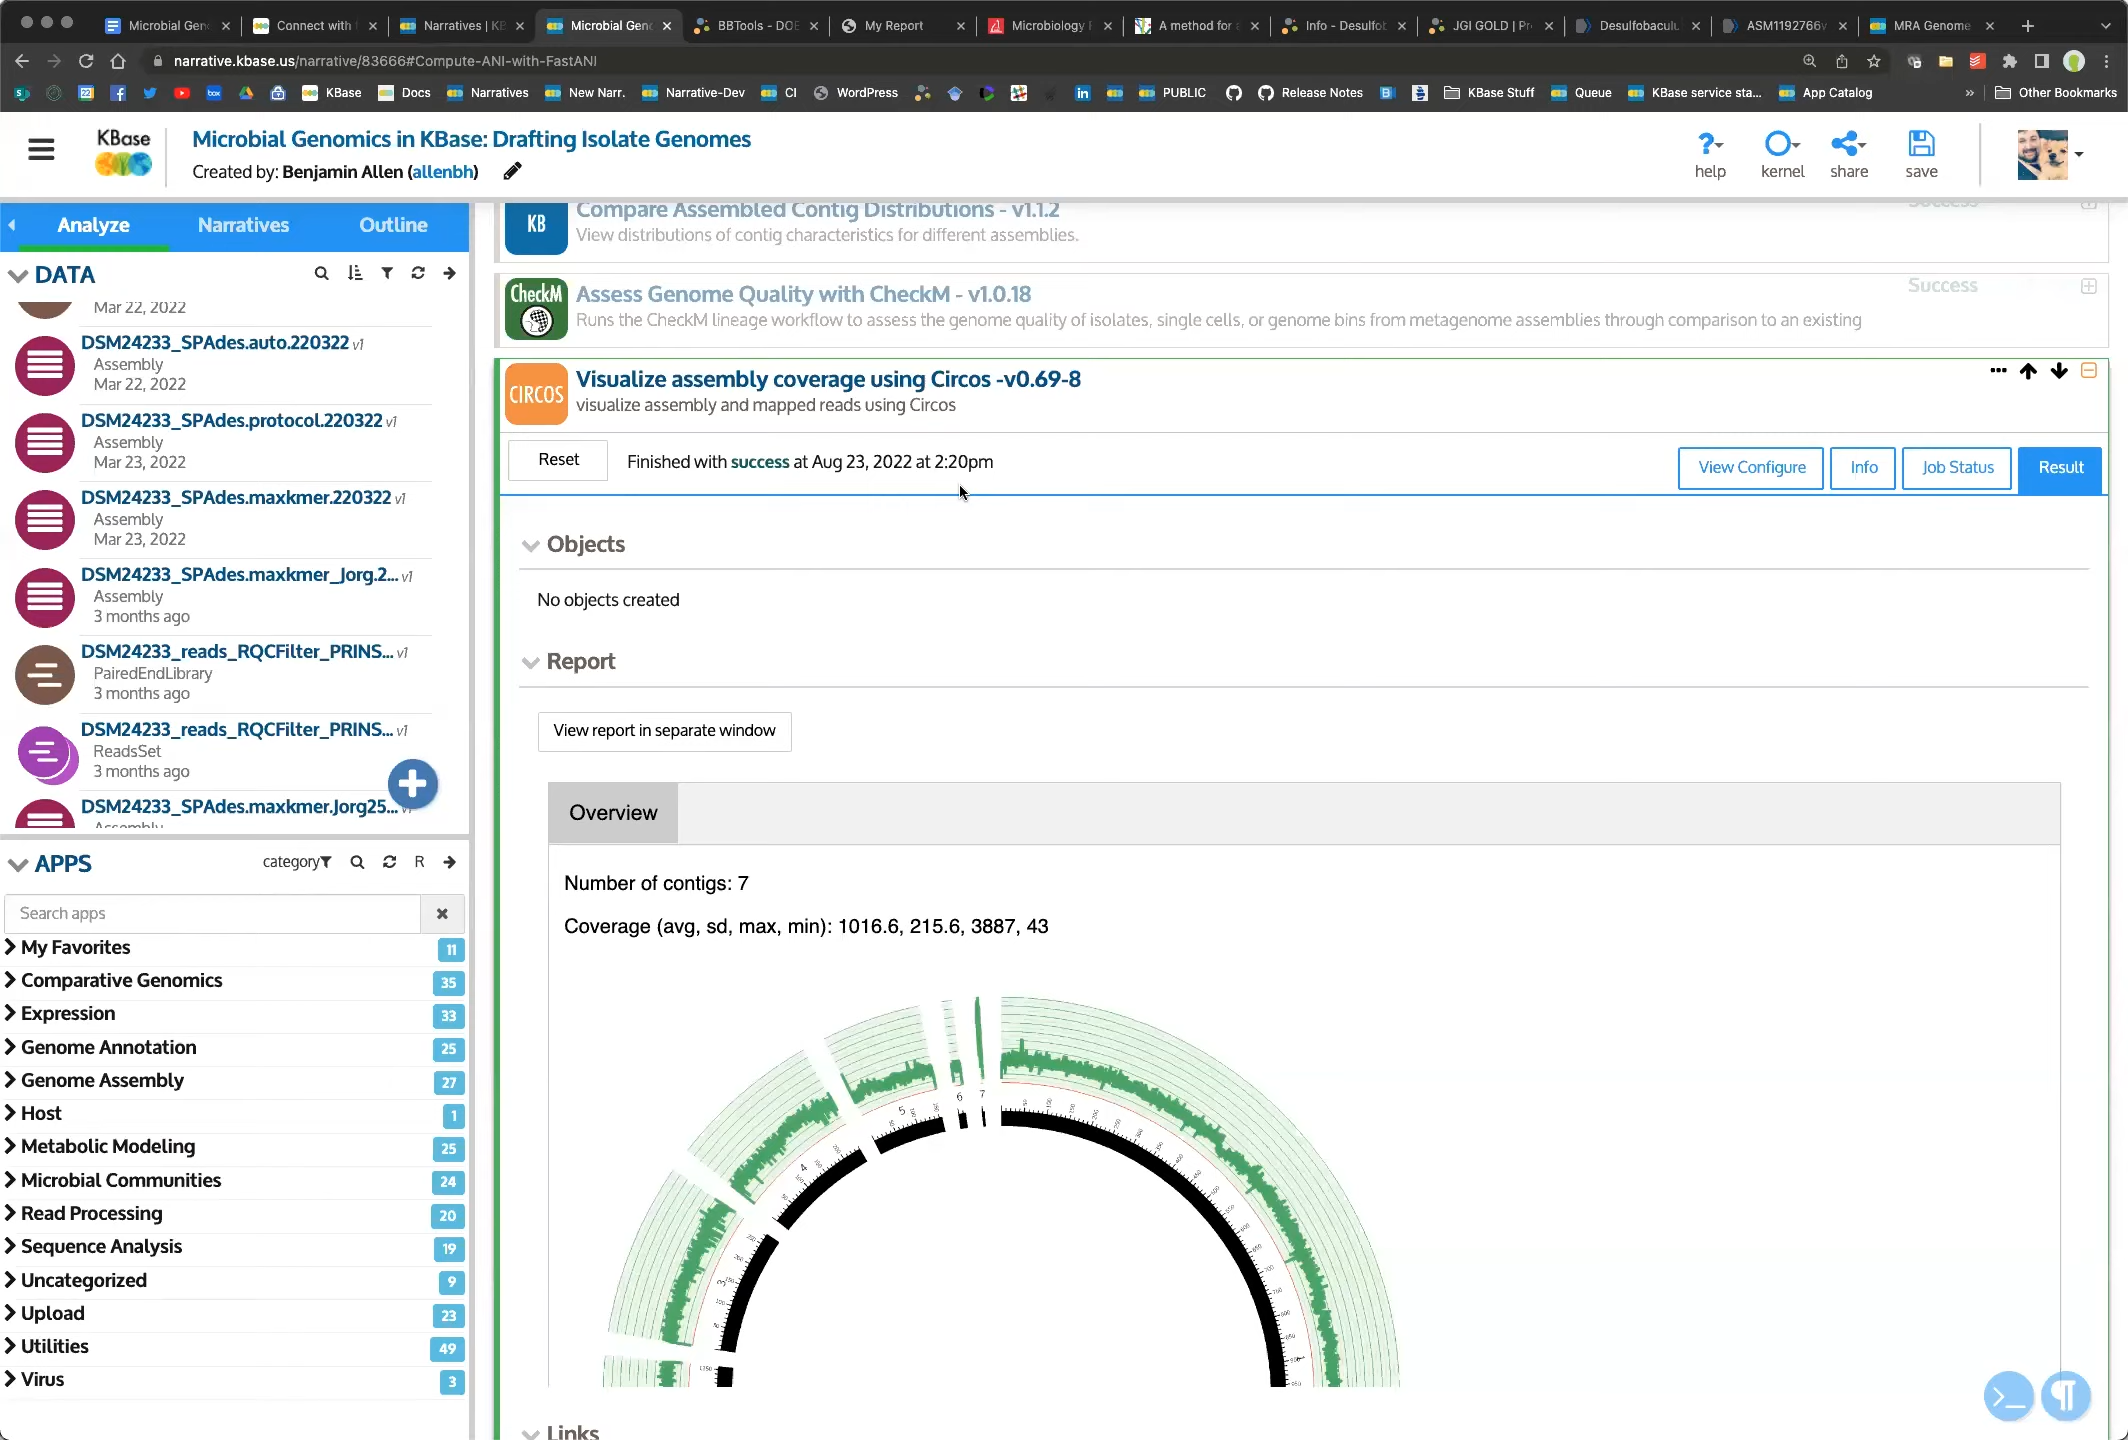 Microbial Gen
Connect with
Narratives | K
Microbial Geno
BBTools - DOE
My Report
Microbiology
A method for
Info - Desulfob
JGI GOLD | Pr
Desulfobaculu
ASM1192766v
MRA Genome
narrative.kbase.us/narrative/83666#Compute-ANI-with-FastANI
KBase
Docs
Narratives
New Narr.
Narrative-Dev
CI
WordPress
PUBLIC
Release Notes
KBase Stuff
Queue
KBase service sta...
App Catalog
» Other Bookmarks
KBase
Microbial Genomics in KBase: Drafting Isolate Genomes
Created by: Benjamin Allen (allenbh)
help
kernel
share
save
Analyze
Narratives
Outline
DATA
Mar 22, 2022
DSM24233_SPAdes.auto.220322 v1
Assembly
Mar 22, 2022
DSM24233_SPAdes.protocol.220322 v1
Assembly
Mar 23, 2022
DSM24233_SPAdes.maxkmer.220322 v1
Assembly
Mar 23, 2022
DSM24233_SPAdes.maxkmer_Jorg.2... v1
Assembly
3 months ago
DSM24233_reads_RQCFilter_PRINS... v1
PairedEndLibrary
3 months ago
DSM24233_reads_RQCFilter_PRINS... v1
ReadsSet
3 months ago
DSM24233_SPAdes.maxkmer.Jorg25... v1
Assembly
APPS
category
R
Search apps
My Favorites 11
Comparative Genomics 35
Expression 33
Genome Annotation 25
Genome Assembly 27
Host 1
Metabolic Modeling 25
Microbial Communities 24
Read Processing 20
Sequence Analysis 19
Uncategorized 9
Upload 23
Utilities 49
Virus 3
KB
Compare Assembled Contig Distributions - v1.1.2
Success
View distributions of contig characteristics for different assemblies.
CheckM
Assess Genome Quality with CheckM - v1.0.18
Success
Runs the CheckM lineage workflow to assess the genome quality of isolates, single cells, or genome bins from metagenome assemblies through comparison to an existing
CIRCOS
Visualize assembly coverage using Circos -v0.69-8
visualize assembly and mapped reads using Circos
Reset
Finished with success at Aug 23, 2022 at 2:20pm
View Configure
Info
Job Status
Result
Objects
No objects created
Report
View report in separate window
Overview
Number of contigs: 7
Coverage (avg, sd, max, min): 1016.6, 215.6, 3887, 43
3
4
5
6
7
Links